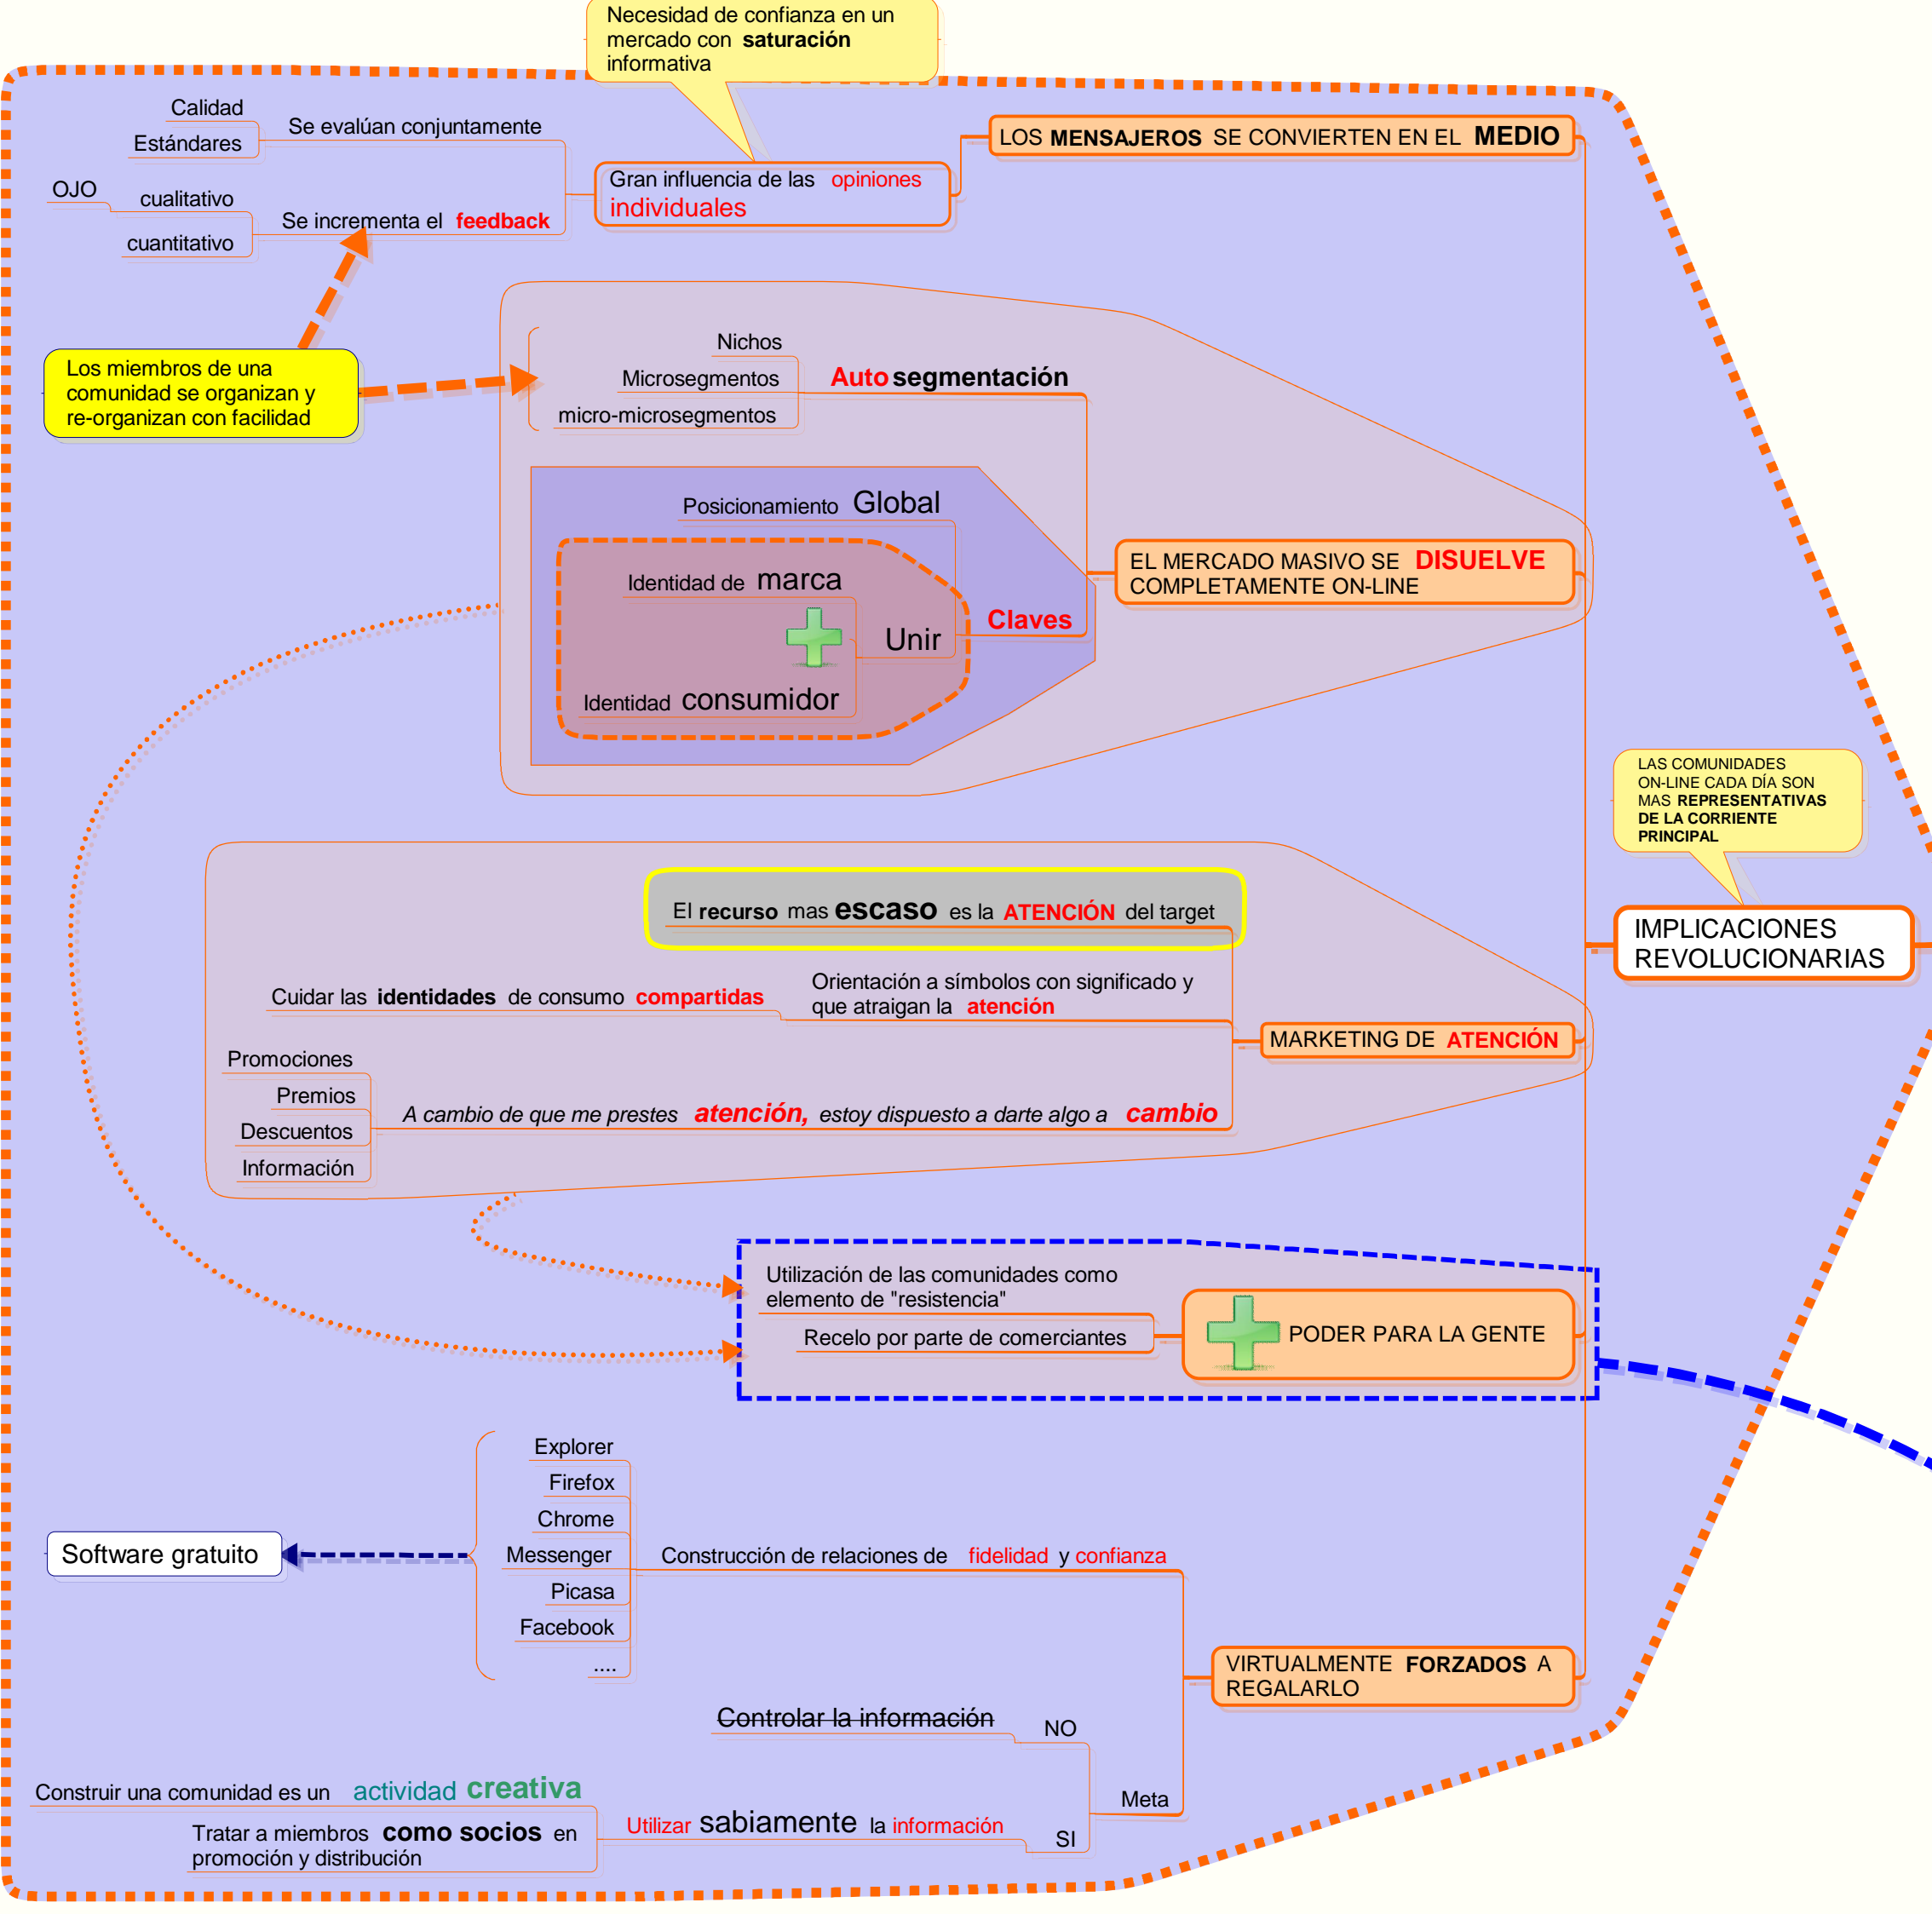 Necesidad de confianza en un
mercado con saturación
informativa
Calidad
Estándares
Se evalúan conjuntamente
OJO
cualitativo
cuantitativo
Se incrementa el feedback
Gran influencia de las opiniones
individuales
LOS MENSAJEROS SE CONVIERTEN EN EL MEDIO
Los miembros de una
comunidad se organizan y
re-organizan con facilidad
Nichos
Microsegmentos
micro-microsegmentos
Autosegmentación
Posicionamiento Global
Identidad de marca
Unir
Identidad consumidor
Claves
EL MERCADO MASIVO SE DISUELVE
COMPLETAMENTE ON-LINE
LAS COMUNIDADES
ON-LINE CADA DÍA SON
MAS REPRESENTATIVAS
DE LA CORRIENTE
PRINCIPAL
IMPLICACIONES
REVOLUCIONARIAS
El recurso mas escaso es la ATENCIÓN del target
Cuidar las identidades de consumo compartidas
Orientación a símbolos con significado y
que atraigan la atención
MARKETING DE ATENCIÓN
Promociones
Premios
Descuentos
Información
A cambio de que me prestes atención, estoy dispuesto a darte algo a cambio
Utilización de las comunidades como
elemento de "resistencia"
Recelo por parte de comerciantes
PODER PARA LA GENTE
Explorer
Firefox
Chrome
Messenger
Picasa
Facebook
....
Software gratuito
Construcción de relaciones de fidelidad y confianza
VIRTUALMENTE FORZADOS A
REGALARLO
Controlar la información
NO
Meta
Construir una comunidad es un actividad creativa
Tratar a miembros como socios en
promoción y distribución
Utilizar sabiamente la información
SI